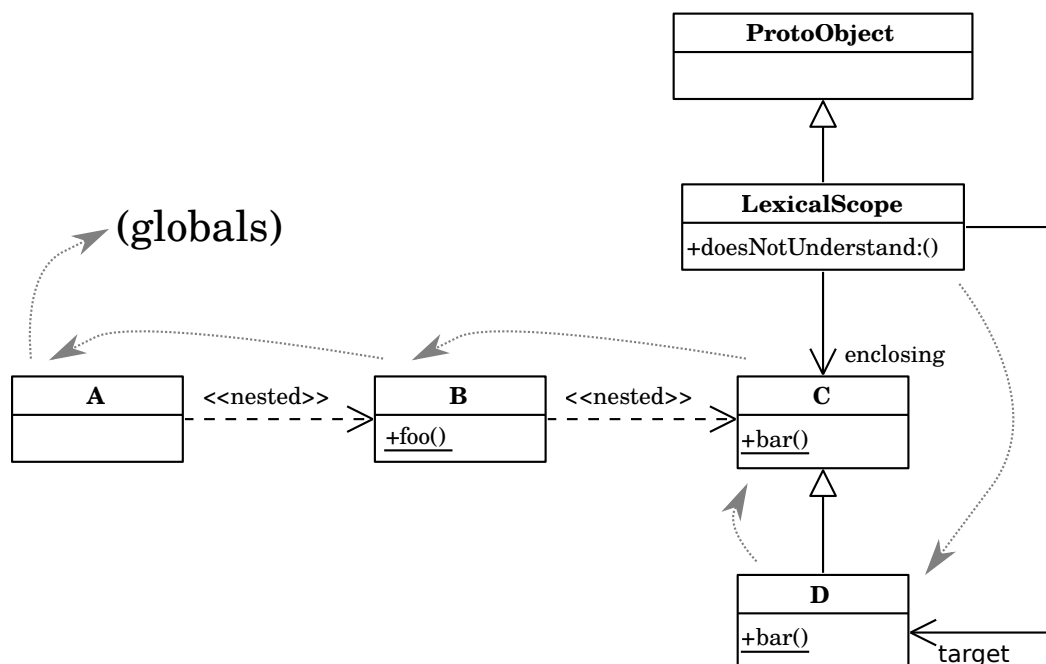 ProtoObject
LexicalScope
+doesNotUnderstand:()
(globals)
enclosing
A
<<nested>>
B
+foo()
<<nested>>
C
+bar()
D
+bar()
target